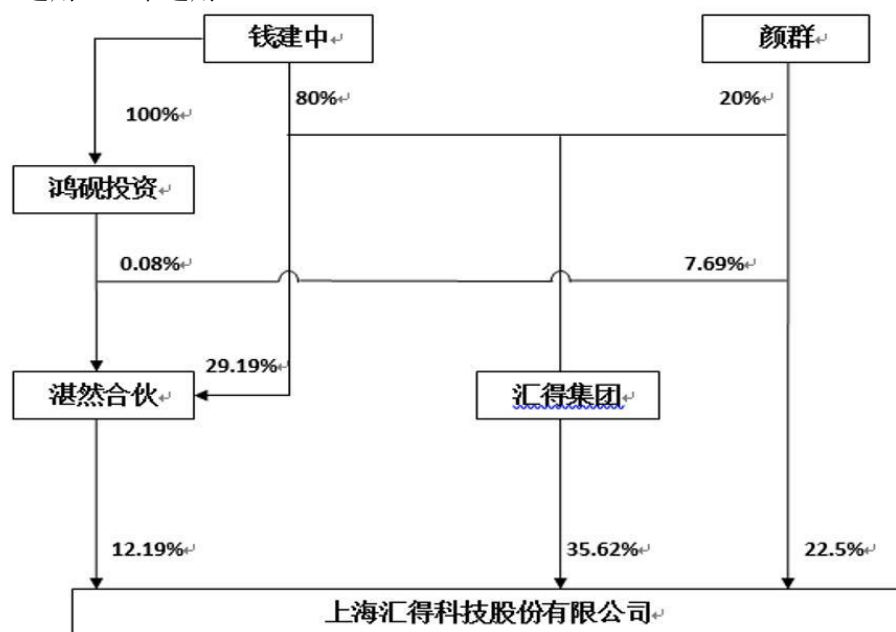 钱建中
颜群
80%
20%
100%
鸿砚投资
0.08%
7.69%
29.19%
湛然合伙
汇得集团
12.19%
35.62%
22.5%
上海汇得科技股份有限公司